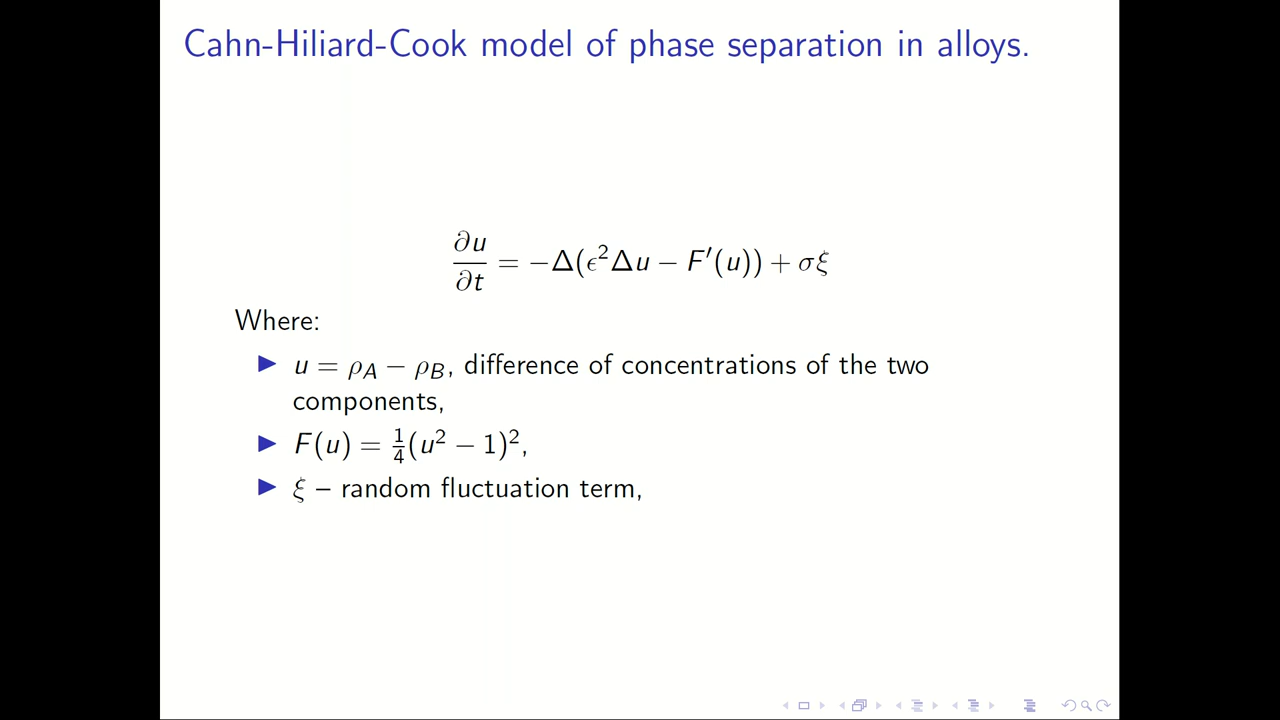 Cahn-Hiliard-Cook model of phase separation in alloys.
∂u/∂t = −Δ(ϵ²Δu − F′(u)) + σξ
Where:
▶ u = ρ_A − ρ_B, difference of concentrations of the two
components,
▶ F(u) = ¼(u² − 1)²,
▶ ξ – random fluctuation term,